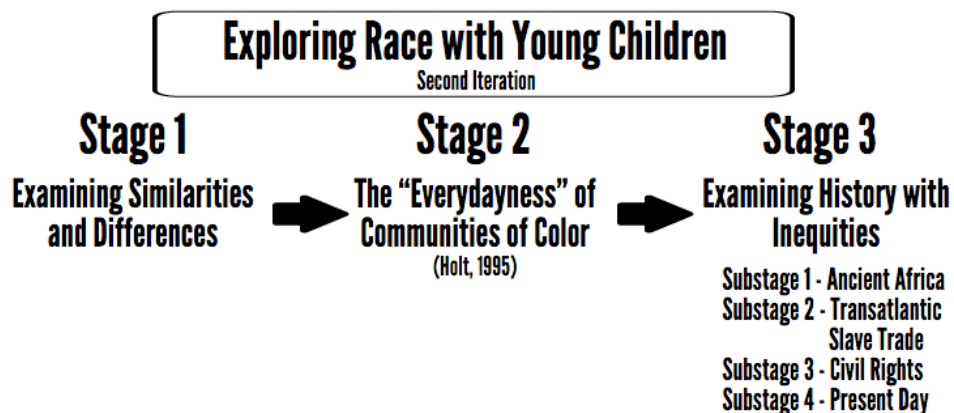 Exploring Race with Young Children
Second Iteration
Stage 1
Examining Similarities
and Differences
Stage 2
The “Everydayness” of
Communities of Color
(Holt, 1995)
Stage 3
Examining History with
Inequities
Substage 1 - Ancient Africa
Substage 2 - Transatlantic
Slave Trade
Substage 3 - Civil Rights
Substage 4 - Present Day